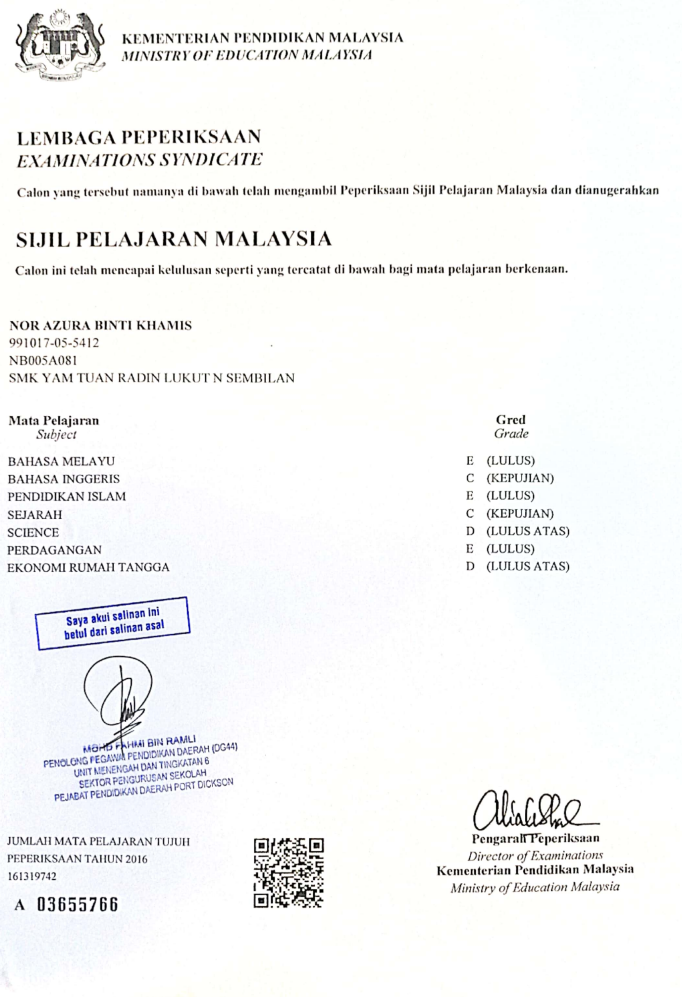 KEMENTERIAN PENDIDIKAN MALAYSIA
MINISTRY OF EDUCATION MALAYSIA
LEMBAGA PEPERIKSAAN
EXAMINATIONS SYNDICATE
Calon yang tersebut namanya di bawah telah mengambil Peperiksaan Sijil Pelajaran Malaysia dan dianugerahkan
SIJIL PELAJARAN MALAYSIA
Calon ini telah mencapai kelulusan seperti yang tercatat di bawah bagi mata pelajaran berkenaan.
NOR AZURA BINTI KHAMIS
991017-05-5412
NB005A081
SMK YAM TUAN RADIN LUKUT N SEMBILAN
Mata Pelajaran Gred
Subject Grade
BAHASA MELAYU E (LULUS)
BAHASA INGGERIS C (KEPUJIAN)
PENDIDIKAN ISLAM E (LULUS)
SEJARAH C (KEPUJIAN)
SCIENCE D (LULUS ATAS)
PERDAGANGAN E (LULUS)
EKONOMI RUMAH TANGGA D (LULUS ATAS)
Saya akui salinan ini
betul dari salinan asal
MOHD FAHMI BIN RAMLI
PENOLONG PEGAWAI PENDIDIKAN DAERAH (DG44)
UNIT MENENGAH DAN TINGKATAN 6
SEKTOR PENGURUSAN SEKOLAH
PEJABAT PENDIDIKAN DAERAH PORT DICKSON
JUMLAH MATA PELAJARAN TUJUH
PEPERIKSAAN TAHUN 2016
161319742
A 03655766
Pengarah Peperiksaan
Director of Examinations
Kementerian Pendidikan Malaysia
Ministry of Education Malaysia